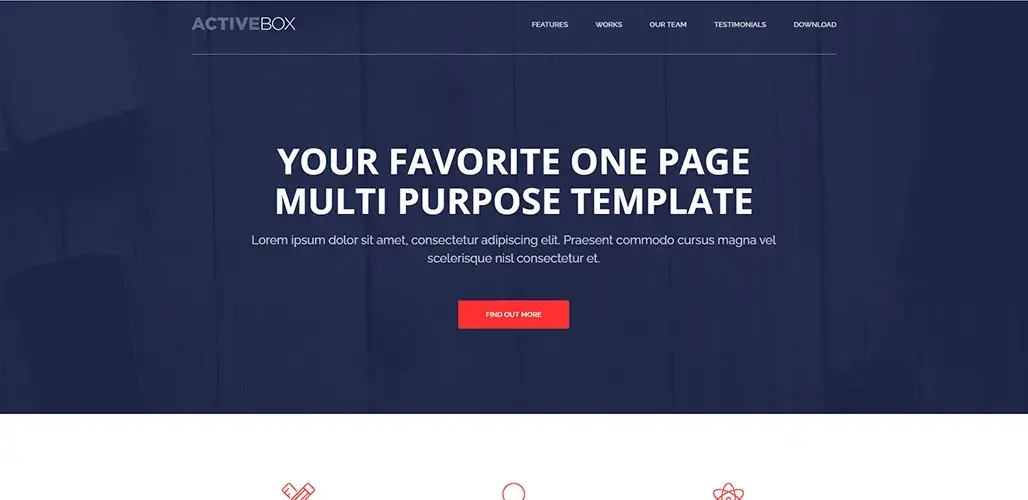 ACTIVEBOX
FEATURES WORKS OUR TEAM TESTIMONIALS DOWNLOAD
YOUR FAVORITE ONE PAGE
MULTI PURPOSE TEMPLATE
Lorem ipsum dolor sit amet, consectetur adipiscing elit. Praesent commodo cursus magna vel
scelerisque nisl consectetur et.
FIND OUT MORE